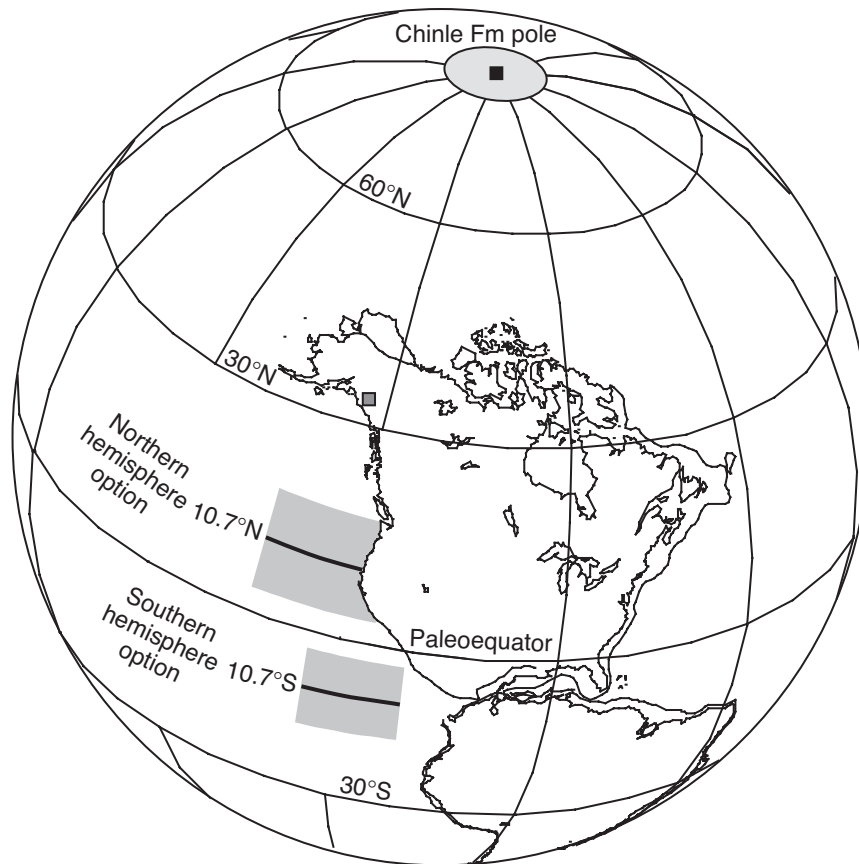 Chinle Fm pole
60°N
30°N
Northern
hemisphere 10.7°N
option
Paleoequator
Southern
hemisphere 10.7°S
option
30°S